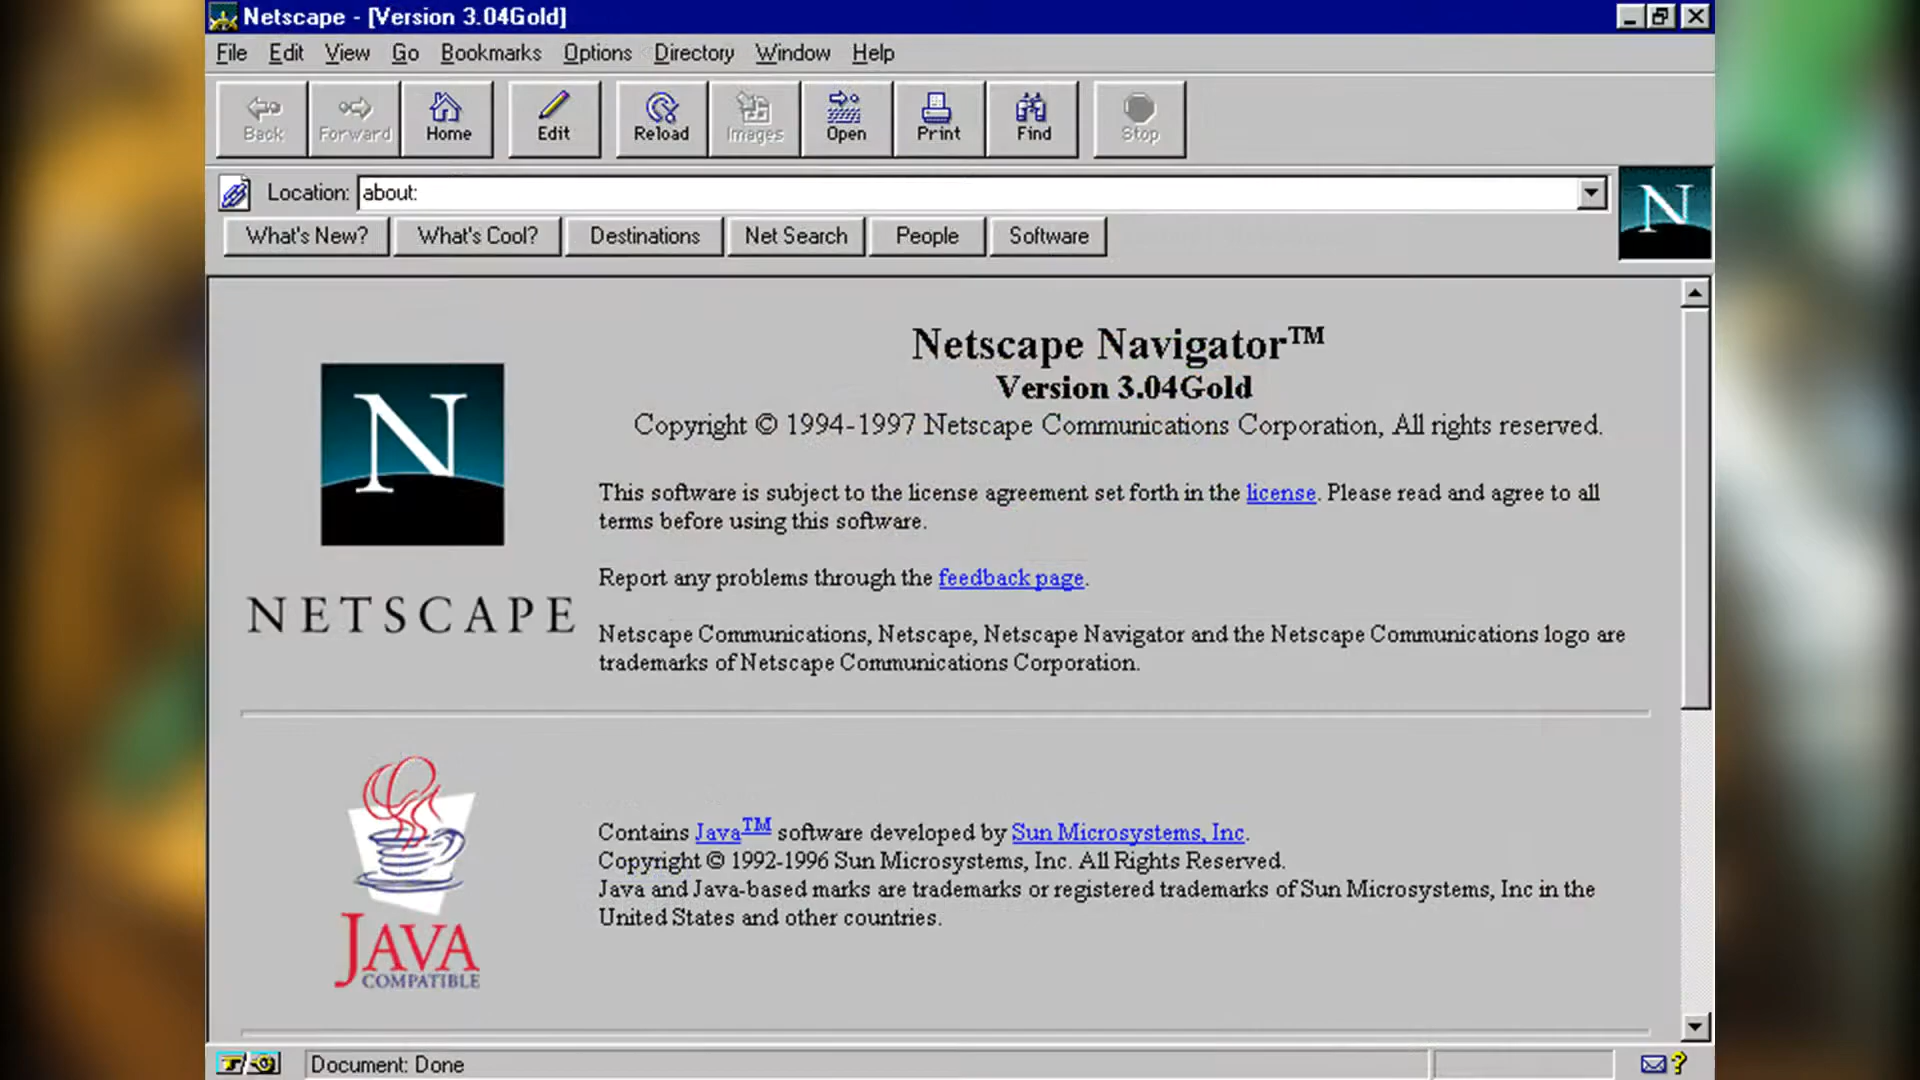 Netscape - [Version 3.04Gold]
File Edit View Go Bookmarks Options Directory Window Help
Back Forward Home Edit Reload Images Open Print Find Stop
Location: about:
N
What's New? What's Cool? Destinations Net Search People Software
Netscape Navigator™
Version 3.04Gold
Copyright © 1994-1997 Netscape Communications Corporation, All rights reserved.
N
NETSCAPE
This software is subject to the license agreement set forth in the license. Please read and agree to all
terms before using this software.
Report any problems through the feedback page.
Netscape Communications, Netscape, Netscape Navigator and the Netscape Communications logo are
trademarks of Netscape Communications Corporation.
JAVA
COMPATIBLE
Contains Java™ software developed by Sun Microsystems, Inc.
Copyright © 1992-1996 Sun Microsystems, Inc. All Rights Reserved.
Java and Java-based marks are trademarks or registered trademarks of Sun Microsystems, Inc in the
United States and other countries.
Document: Done
?